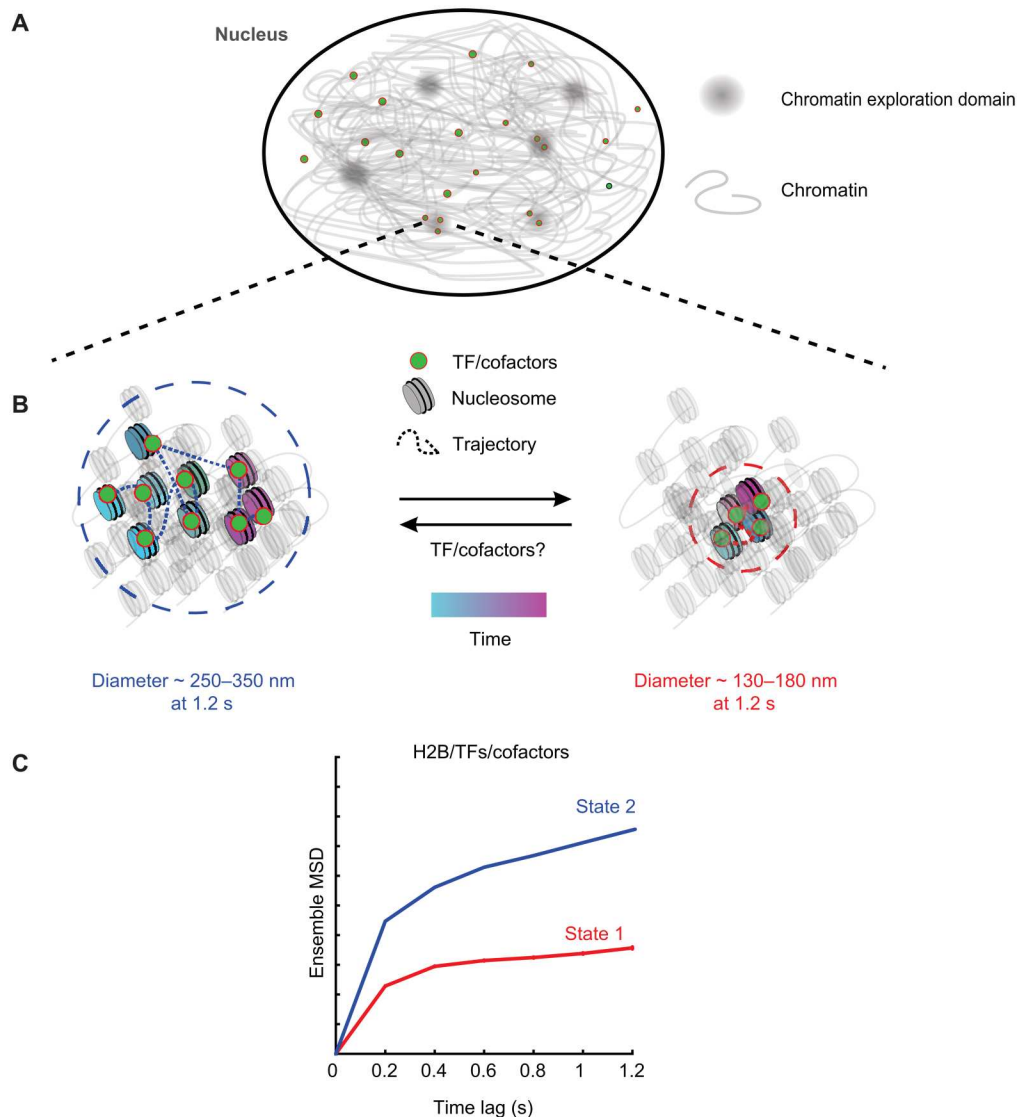 A
Nucleus
Chromatin exploration domain
Chromatin
B
TF/cofactors
Nucleosome
Trajectory
TF/cofactors?
Time
Diameter ~ 250–350 nm
at 1.2 s
Diameter ~ 130–180 nm
at 1.2 s
C
H2B/TFs/cofactors
State 2
State 1
Ensemble MSD
0 0.2 0.4 0.6 0.8 1 1.2
Time lag (s)